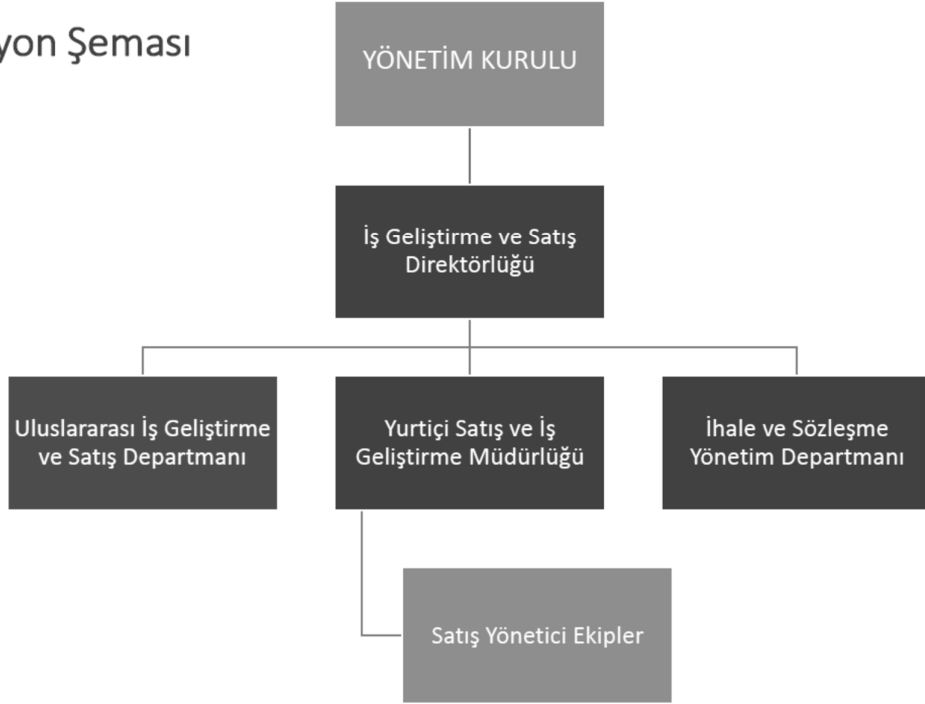 yon Şeması
YÖNETİM KURULU
İş Geliştirme ve Satış
Direktörlüğü
Uluslararası İş Geliştirme
ve Satış Departmanı
Yurtiçi Satış ve İş
Geliştirme Müdürlüğü
İhale ve Sözleşme
Yönetim Departmanı
Satış Yönetici Ekipler